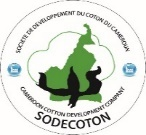 SOCIETE DE DEVELOPPEMENT DU COTON DU CAMEROUN
CAMEROON COTTON DEVELOPMENT COMPANY
SODECOTON